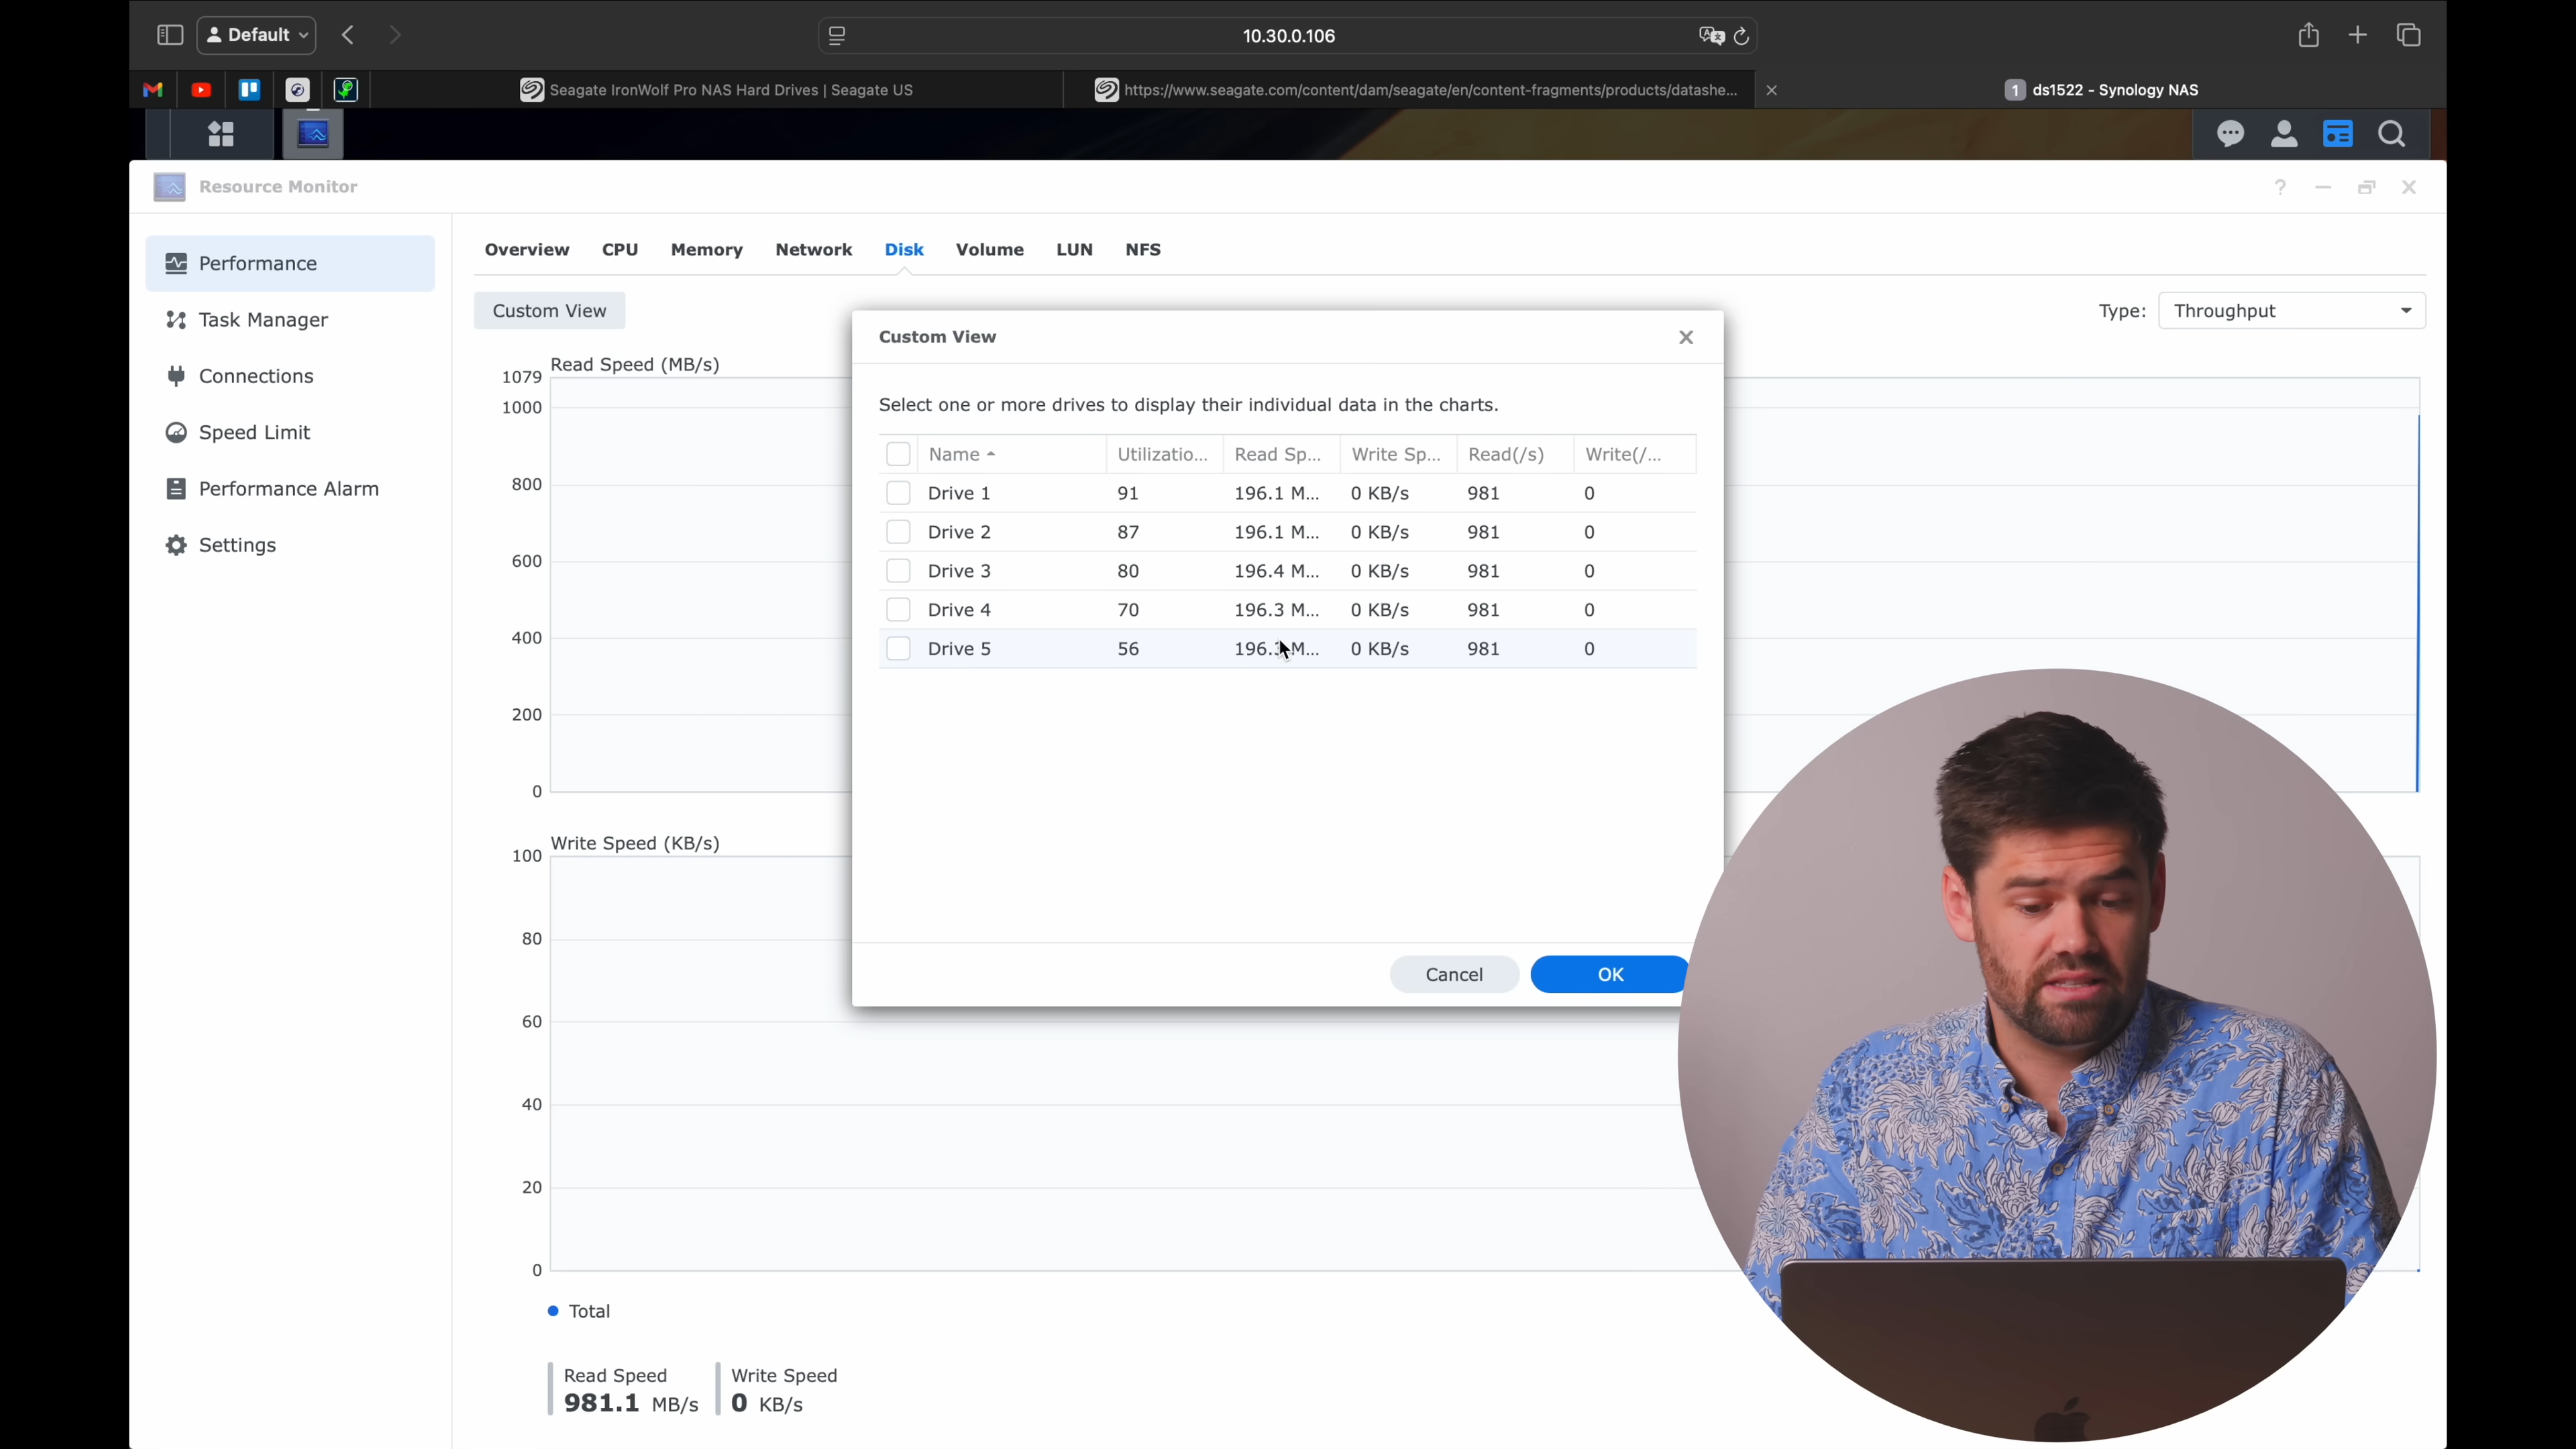 Default
10.30.0.106
Seagate IronWolf Pro NAS Hard Drives | Seagate US
https://www.seagate.com/content/dam/seagate/en/content-fragments/products/datashe...
1 ds1522 - Synology NAS
Resource Monitor
Performance
Task Manager
Connections
Speed Limit
Performance Alarm
Settings
Overview CPU Memory Network Disk Volume LUN NFS
Custom View
Type: Throughput
Read Speed (MB/s)
1079
1000
800
600
400
200
0
Write Speed (KB/s)
100
80
60
40
20
0
Total
Read Speed
981.1 MB/s
Write Speed
0 KB/s
Custom View
Select one or more drives to display their individual data in the charts.
Name Utilizatio... Read Sp... Write Sp... Read(/s) Write(/...
Drive 1 91 196.1 M... 0 KB/s 981 0
Drive 2 87 196.1 M... 0 KB/s 981 0
Drive 3 80 196.4 M... 0 KB/s 981 0
Drive 4 70 196.3 M... 0 KB/s 981 0
Drive 5 56 0 KB/s 981 0
Cancel OK